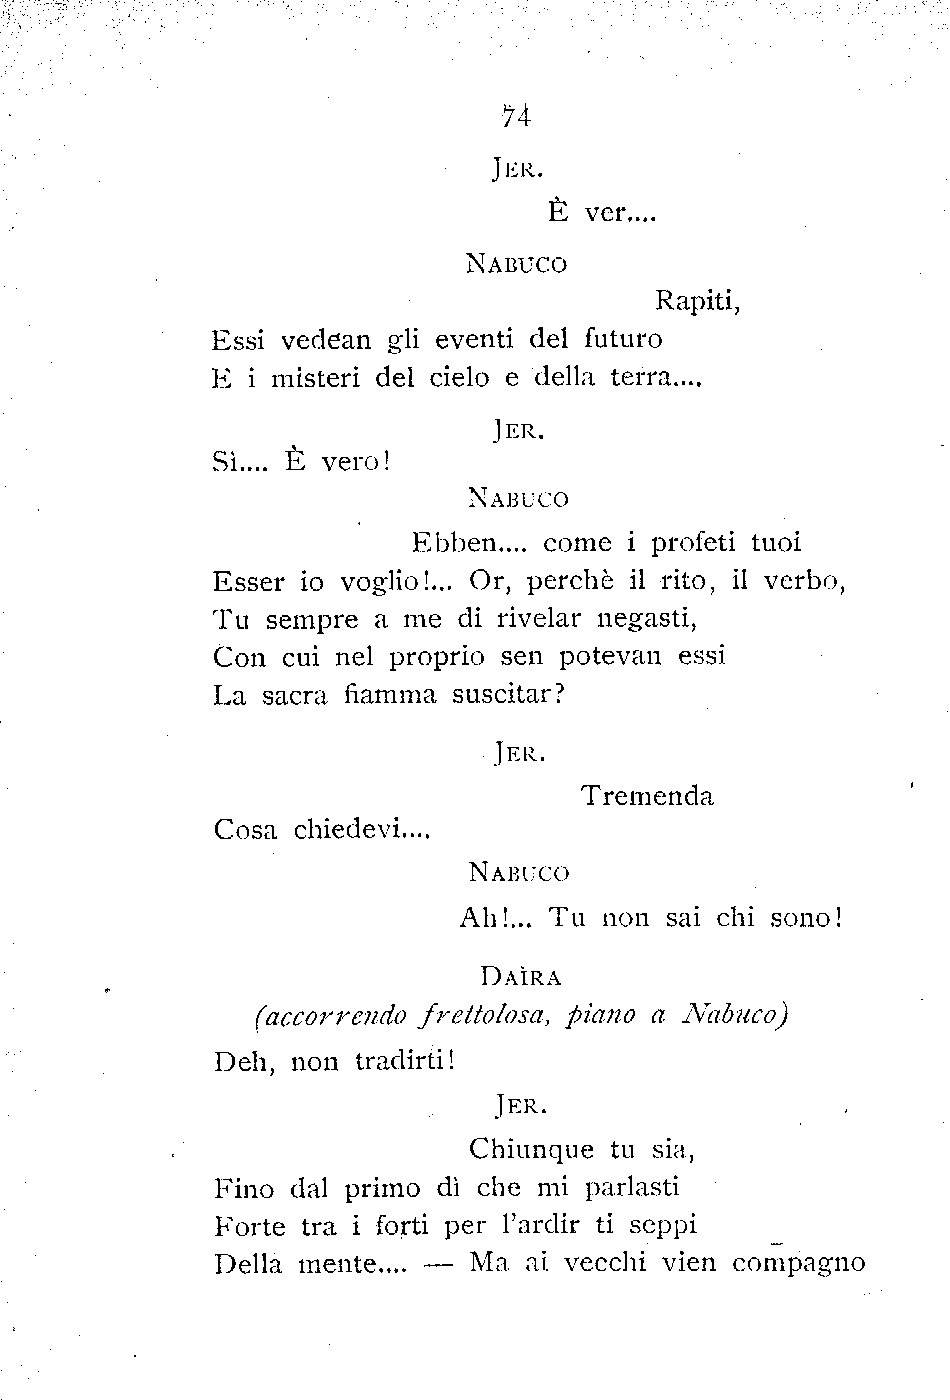 74
JER.
È ver....
NABUCO
Rapiti,
Essi vedean gli eventi del futuro
E i misteri del cielo e della terra....
JER.
Sì.... È vero!
NABUCO
Ebben.... come i profeti tuoi
Esser io voglio!... Or, perchè il rito, il verbo,
Tu sempre a me di rivelar negasti,
Con cui nel proprio sen potevan essi
La sacra fiamma suscitar?
JER.
Tremenda
Cosa chiedevi....
NABUCO
Ah!... Tu non sai chi sono!
DAÌRA
(accorrendo frettolosa, piano a Nabuco)
Deh, non tradirti!
JER.
Chiunque tu sia,
Fino dal primo dì che mi parlasti
Forte tra i forti per l'ardir ti seppi
Della mente.... — Ma ai vecchi vien compagno